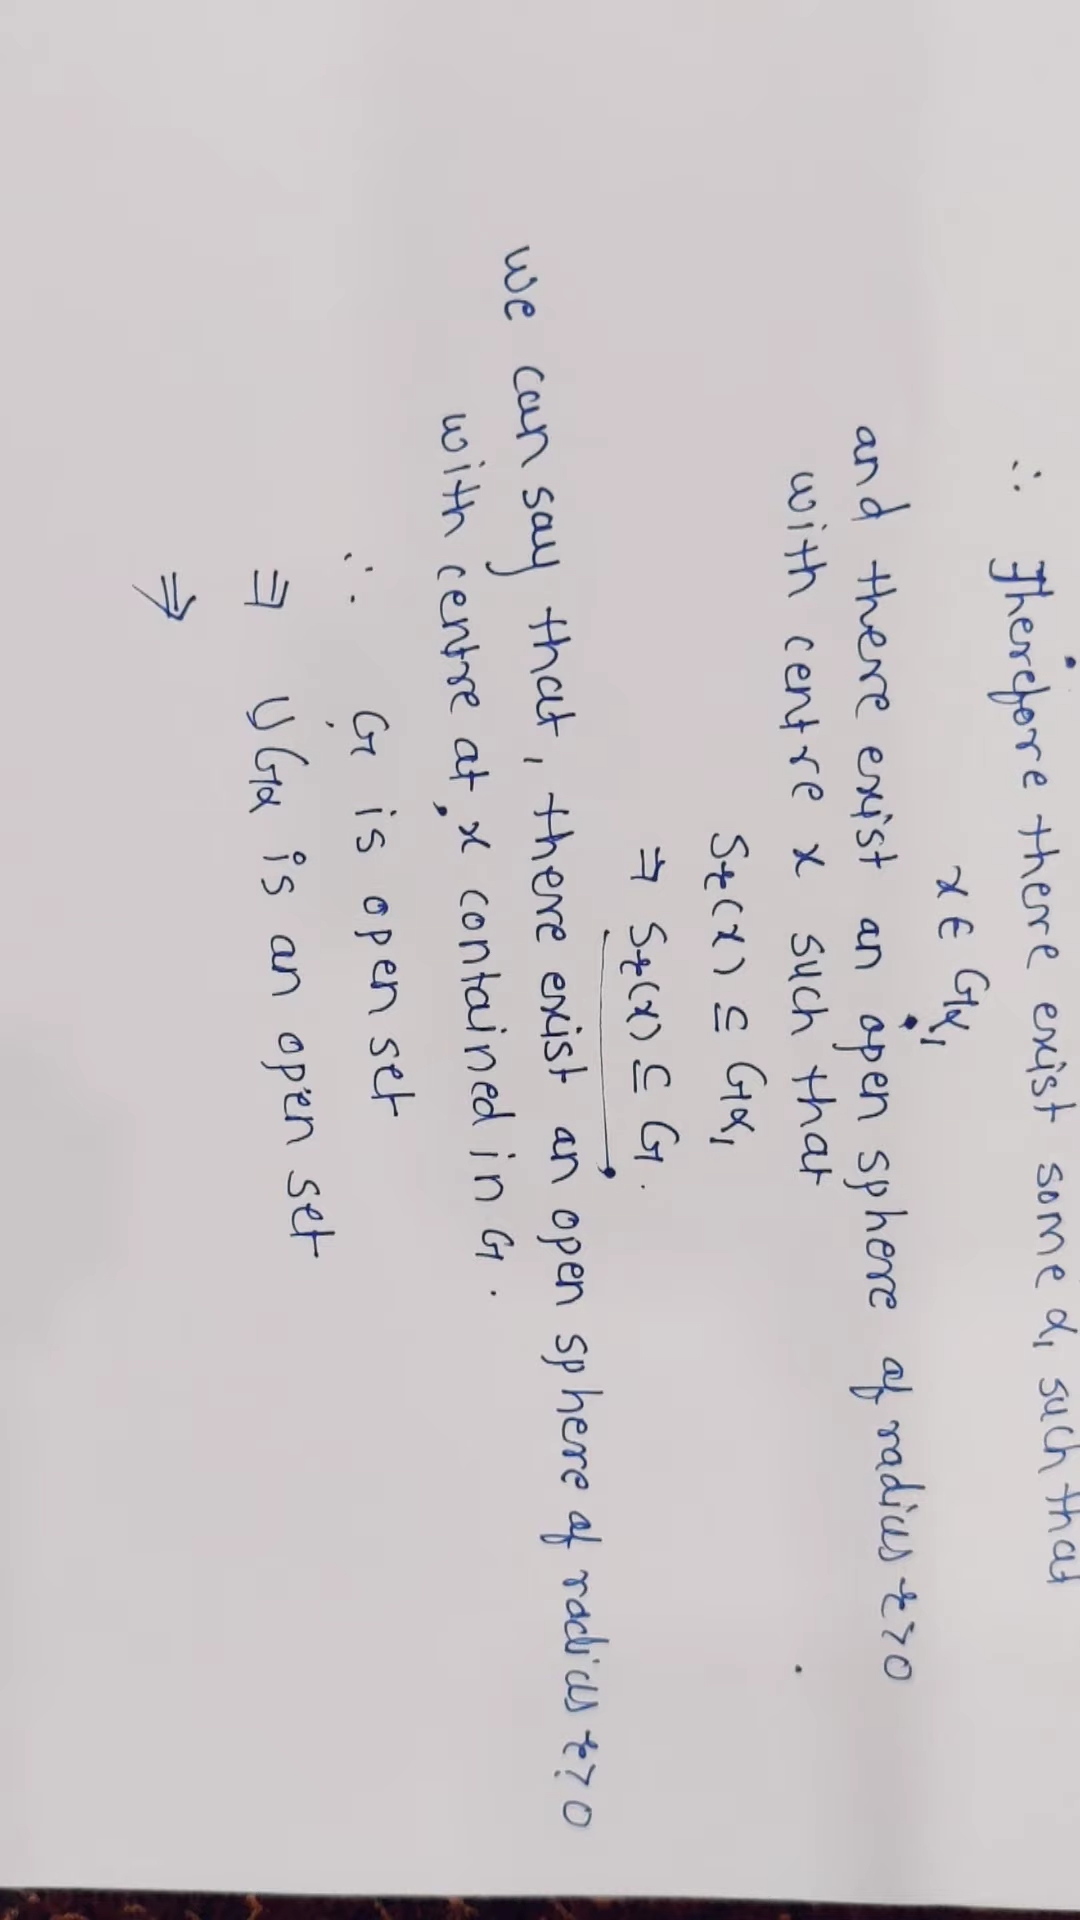 ∴ Therefore there exist some α₁ such that
x ∈ Gα₁
and there exist an open sphere of radius r>0
with centre x such that
Sr(x) ⊆ Gα₁
⇒ Sr(x) ⊆ G.
we can say that, there exist an open sphere of radius r>0
with centre at x contained in G.
∴ G is open set
⇒ ∪Gα is an open set
⇒